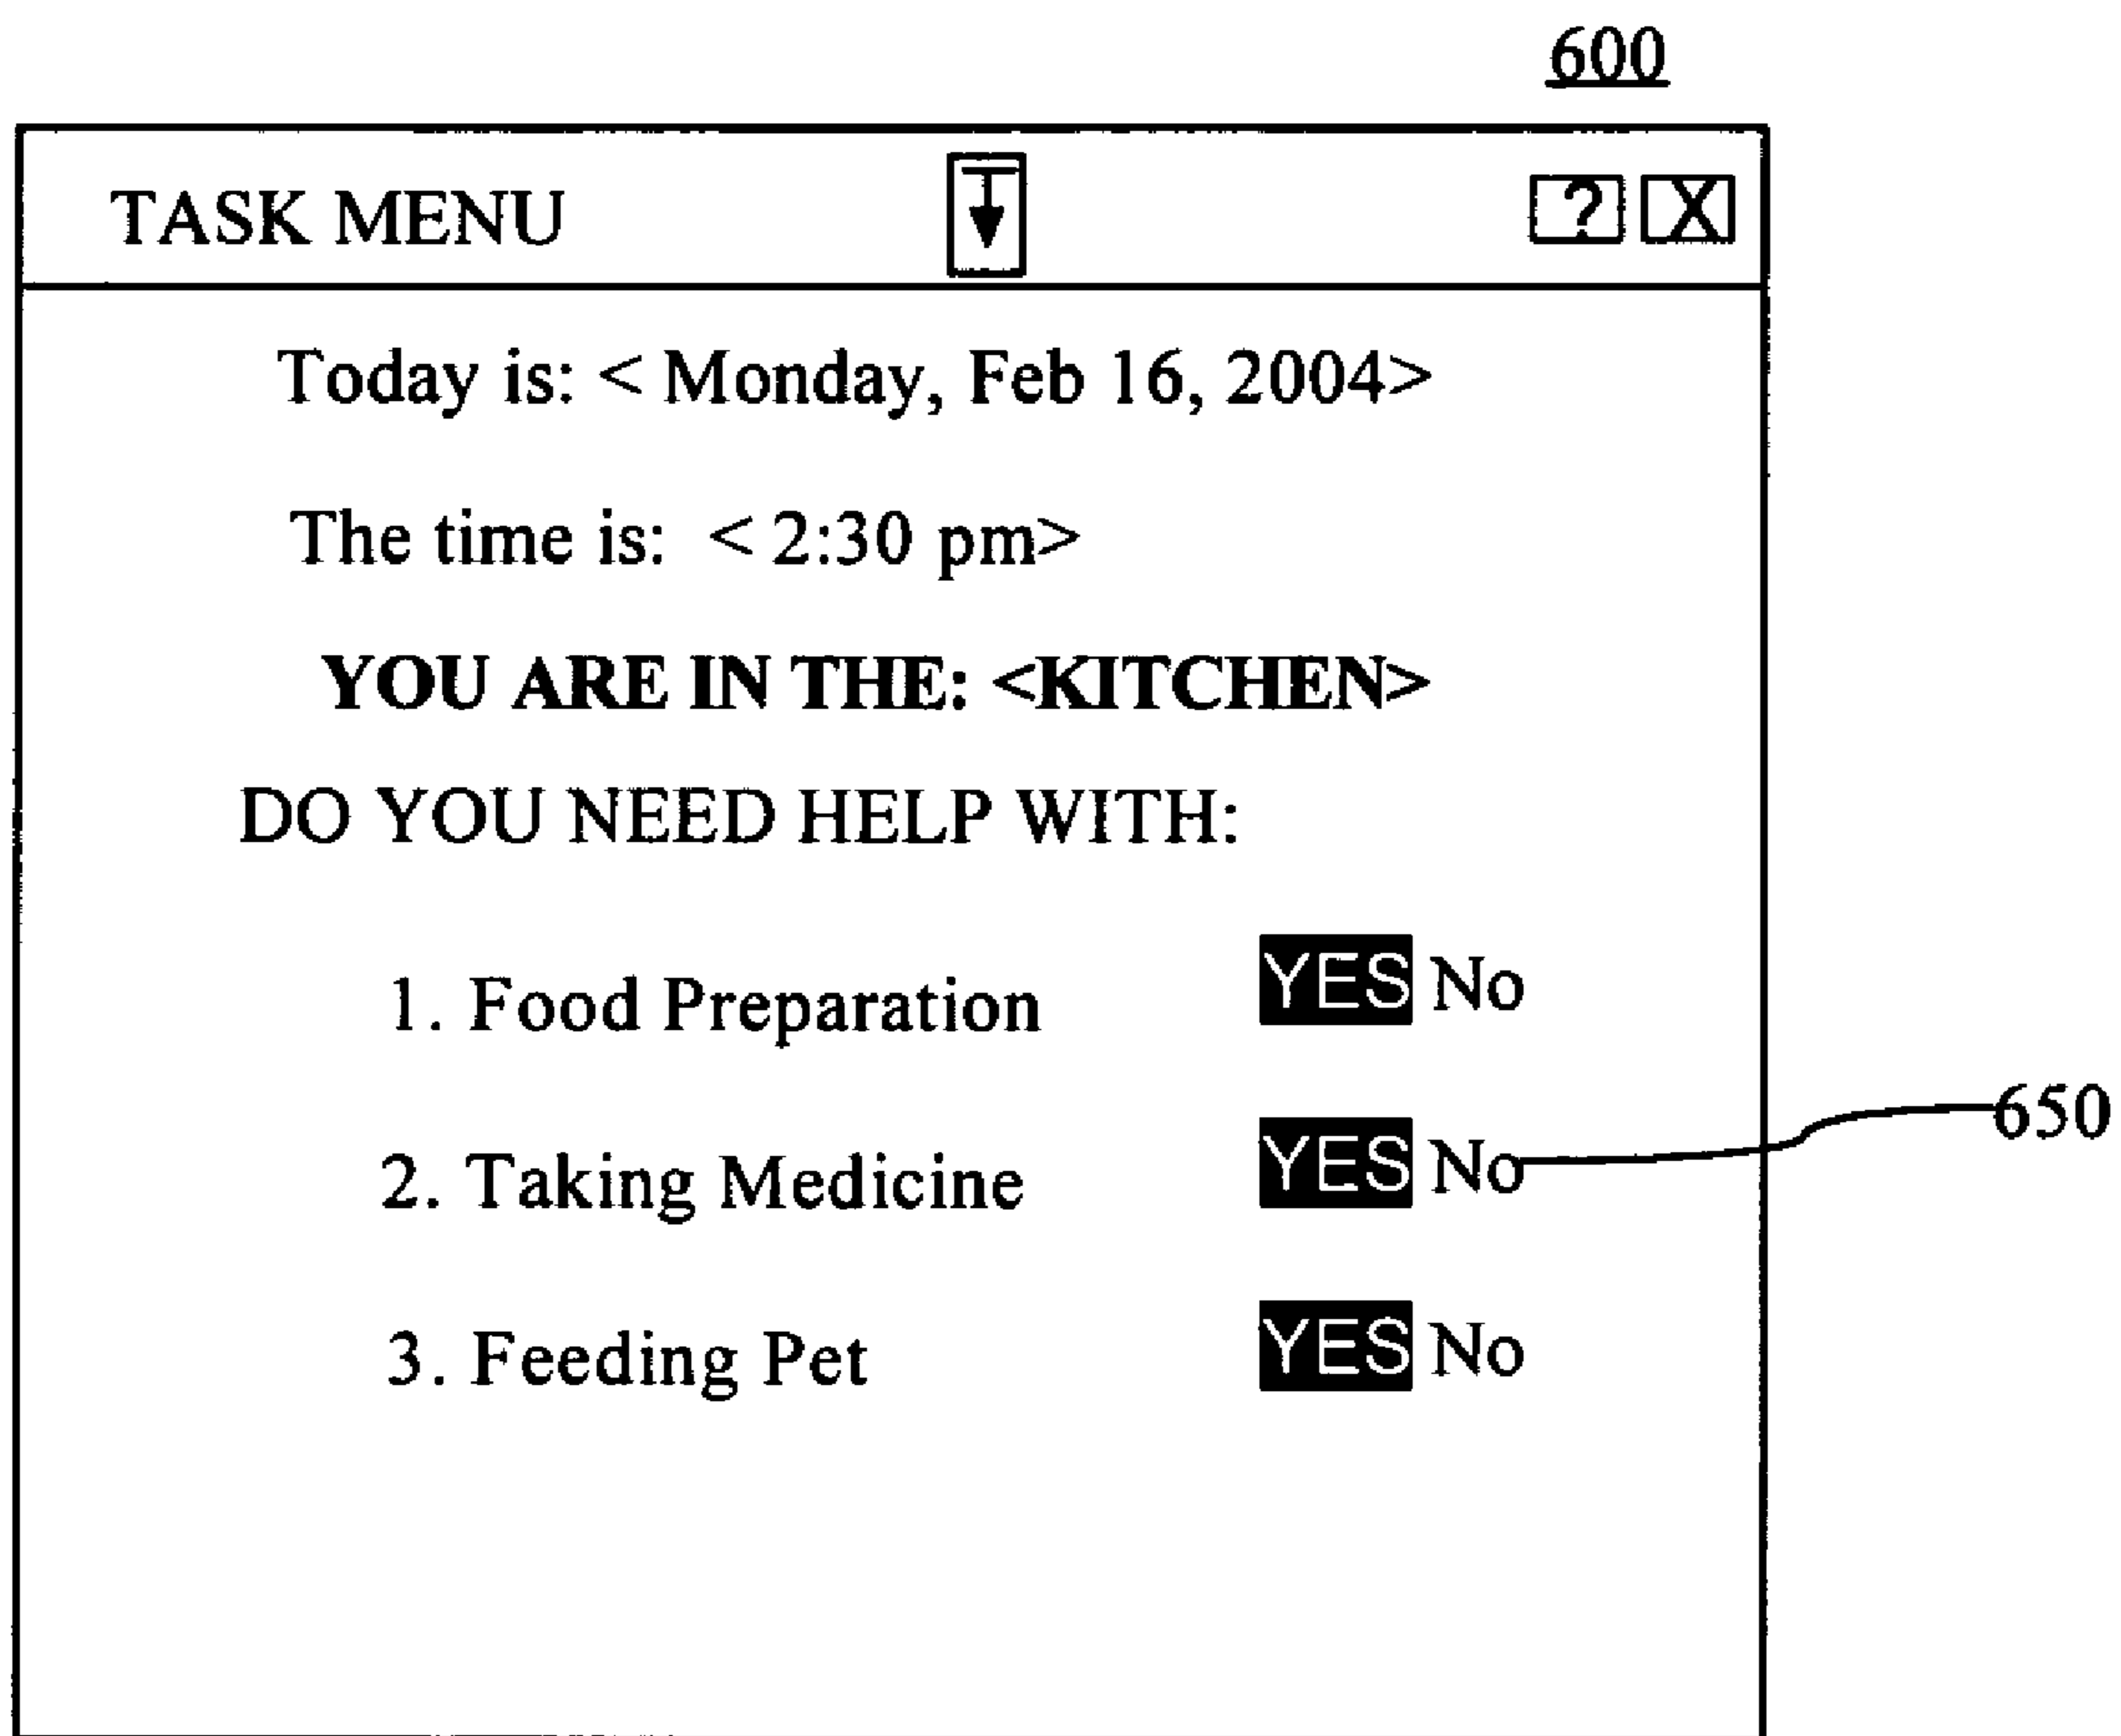 600
TASK MENU ? X
Today is: < Monday, Feb 16, 2004>
The time is: < 2:30 pm>
YOU ARE IN THE: <KITCHEN>
DO YOU NEED HELP WITH:
1. Food Preparation YES No
650
2. Taking Medicine YES No
3. Feeding Pet YES No